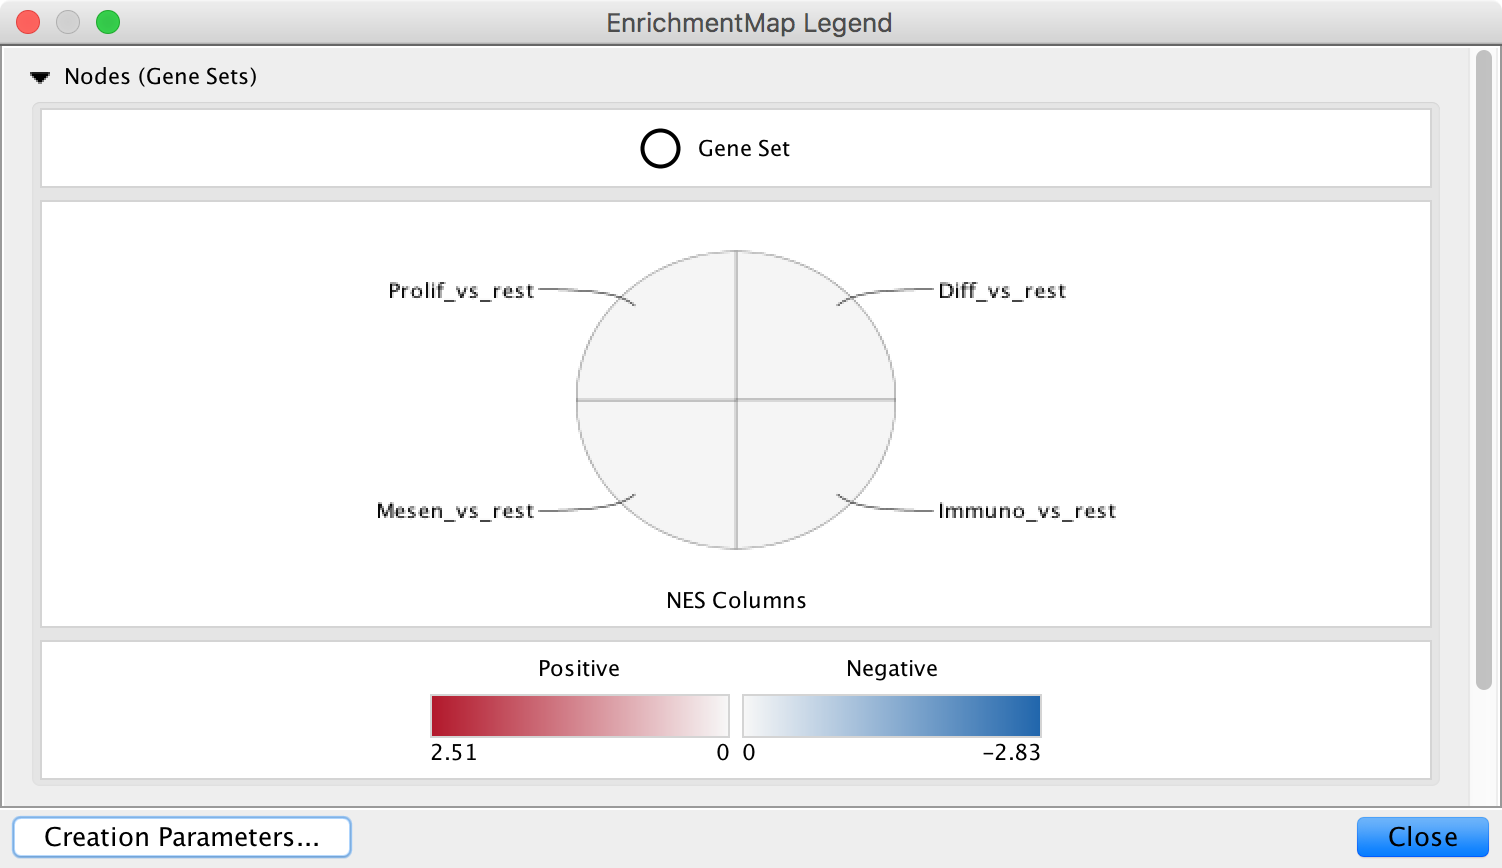 EnrichmentMap Legend
Nodes (Gene Sets)
Gene Set
Prolif_vs_rest
Diff_vs_rest
Mesen_vs_rest
Immuno_vs_rest
NES Columns
Positive
Negative
2.51
0
0
-2.83
Creation Parameters...
Close